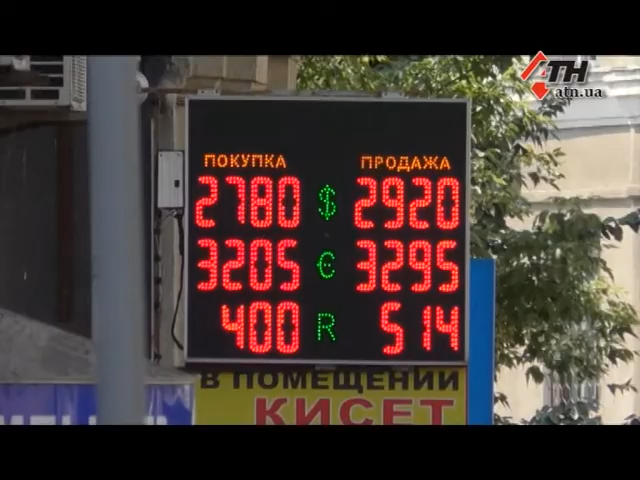 АТН
atn.ua
ПОКУПКА ПРОДАЖА
2780 $ 2920
3205 € 3295
400 R 514
В ПОМЕЩЕНИИ
КИСЕТ